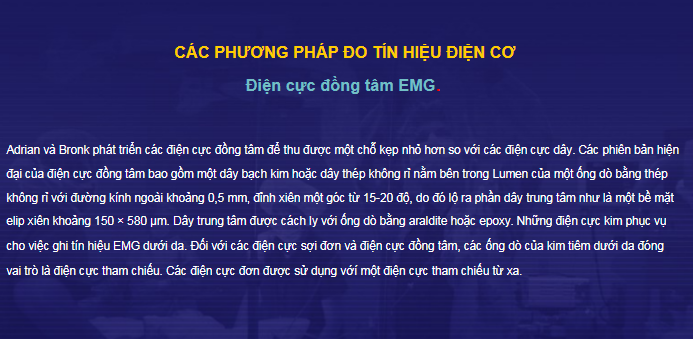 CÁC PHƯƠNG PHÁP ĐO TÍN HIỆU ĐIỆN CƠ
Điện cực đồng tâm EMG.
Adrian và Bronk phát triển các điện cực đồng tâm để thu được một chỗ kẹp nhỏ hơn so với các điện cực dây. Các phiên bản hiện
đại của điện cực đồng tâm bao gồm một dây bạch kim hoặc dây thép không rỉ nằm bên trong Lumen của một ống dò bằng thép
không rỉ với đường kính ngoài khoảng 0,5 mm, đỉnh xiên một góc từ 15-20 độ, do đó lộ ra phần dây trung tâm như là một bề mặt
elip xiên khoảng 150 × 580 μm. Dây trung tâm được cách ly với ống dò bằng araldite hoặc epoxy. Những điện cực kim phục vụ
cho việc ghi tín hiệu EMG dưới da. Đối với các điện cực sợi đơn và điện cực đồng tâm, các ống dò của kim tiêm dưới da đóng
vai trò là điện cực tham chiếu. Các điện cực đơn được sử dụng với một điện cực tham chiếu từ xa.